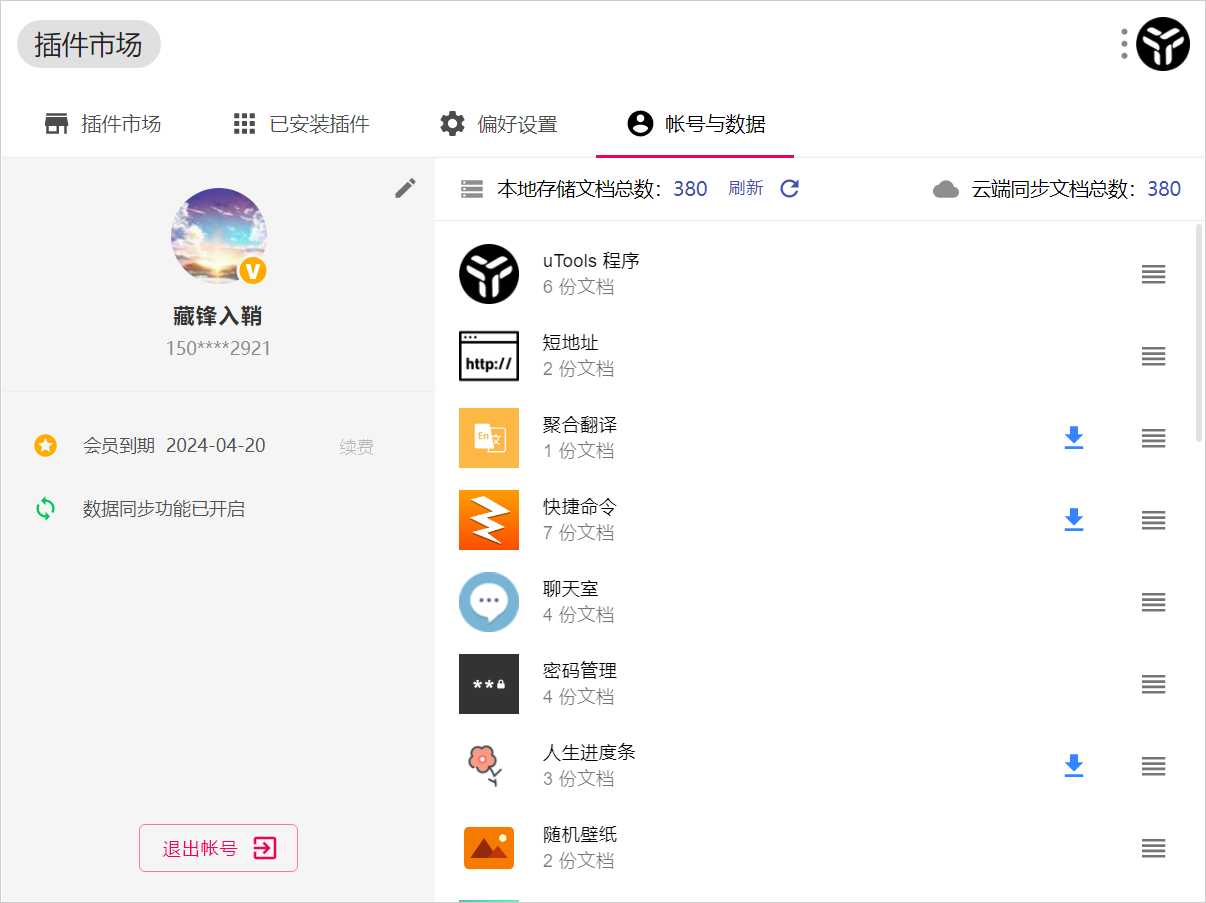 插件市场
插件市场 已安装插件 偏好设置 帐号与数据
V
藏锋入鞘
150****2921
会员到期 2024-04-20 续费
数据同步功能已开启
退出帐号
本地存储文档总数: 380 刷新 云端同步文档总数: 380
uTools 程序
6 份文档
http://
短地址
2 份文档
En 文
聚合翻译
1 份文档
快捷命令
7 份文档
聊天室
4 份文档
**
密码管理
4 份文档
人生进度条
3 份文档
随机壁纸
2 份文档